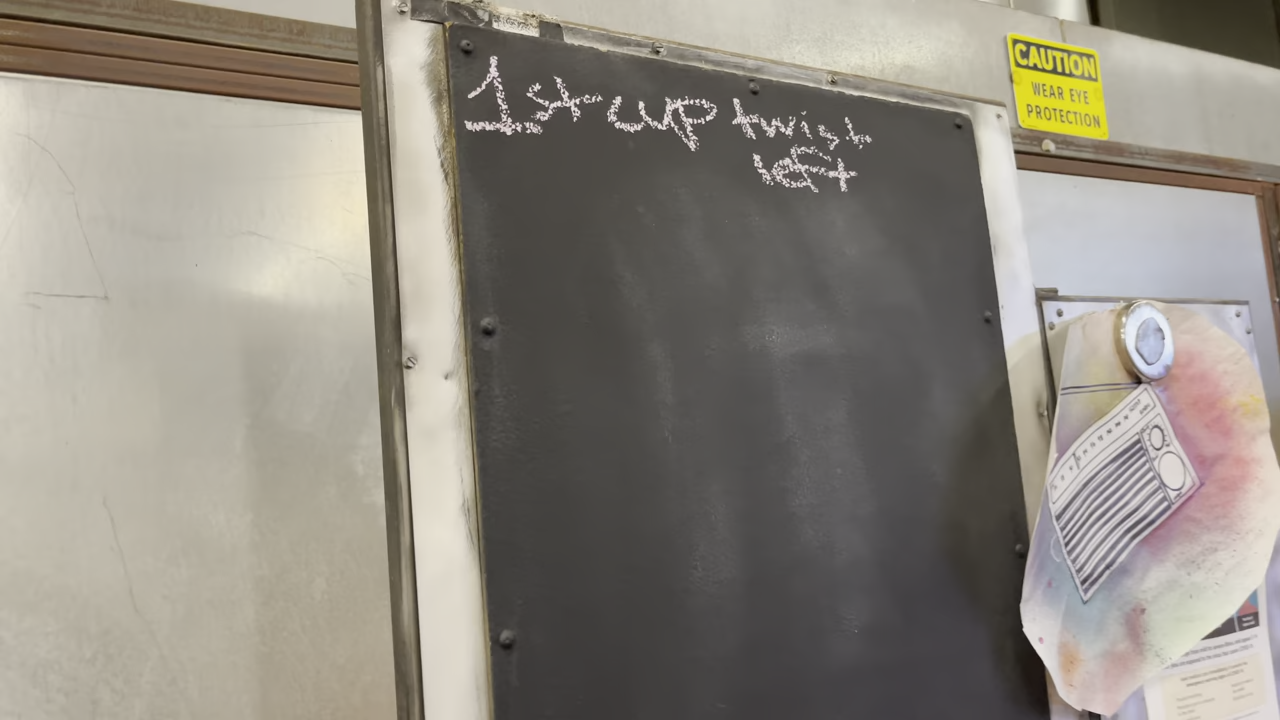 1st cup twist
left
CAUTION
WEAR EYE
PROTECTION